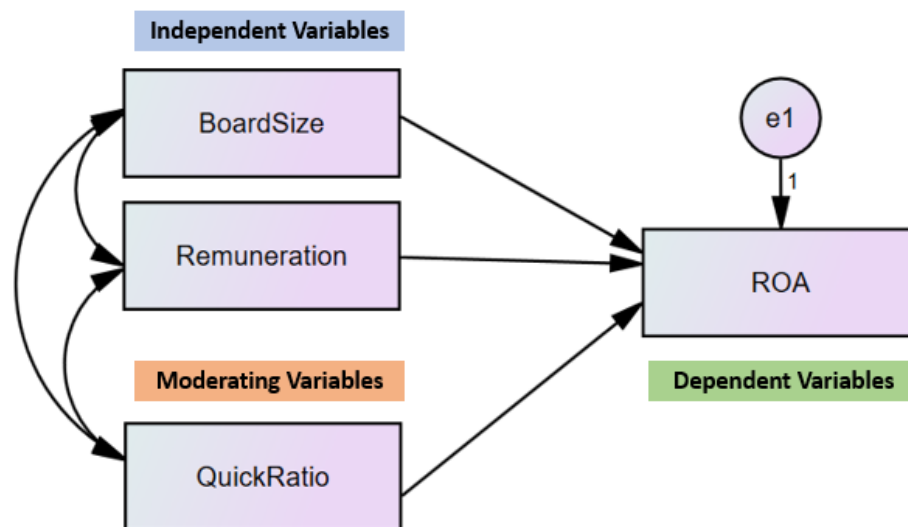 Independent Variables
BoardSize
e1
1
Remuneration
ROA
Moderating Variables
Dependent Variables
QuickRatio